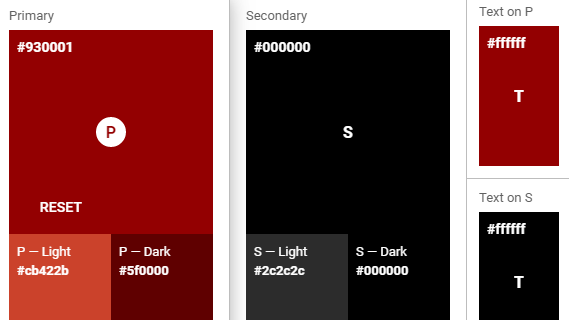 Primary
#930001
P
RESET
P — Light
#cb422b
P — Dark
#5f0000
Secondary
#000000
S
S — Light
#2c2c2c
S — Dark
#000000
Text on P
#ffffff
T
Text on S
#ffffff
T